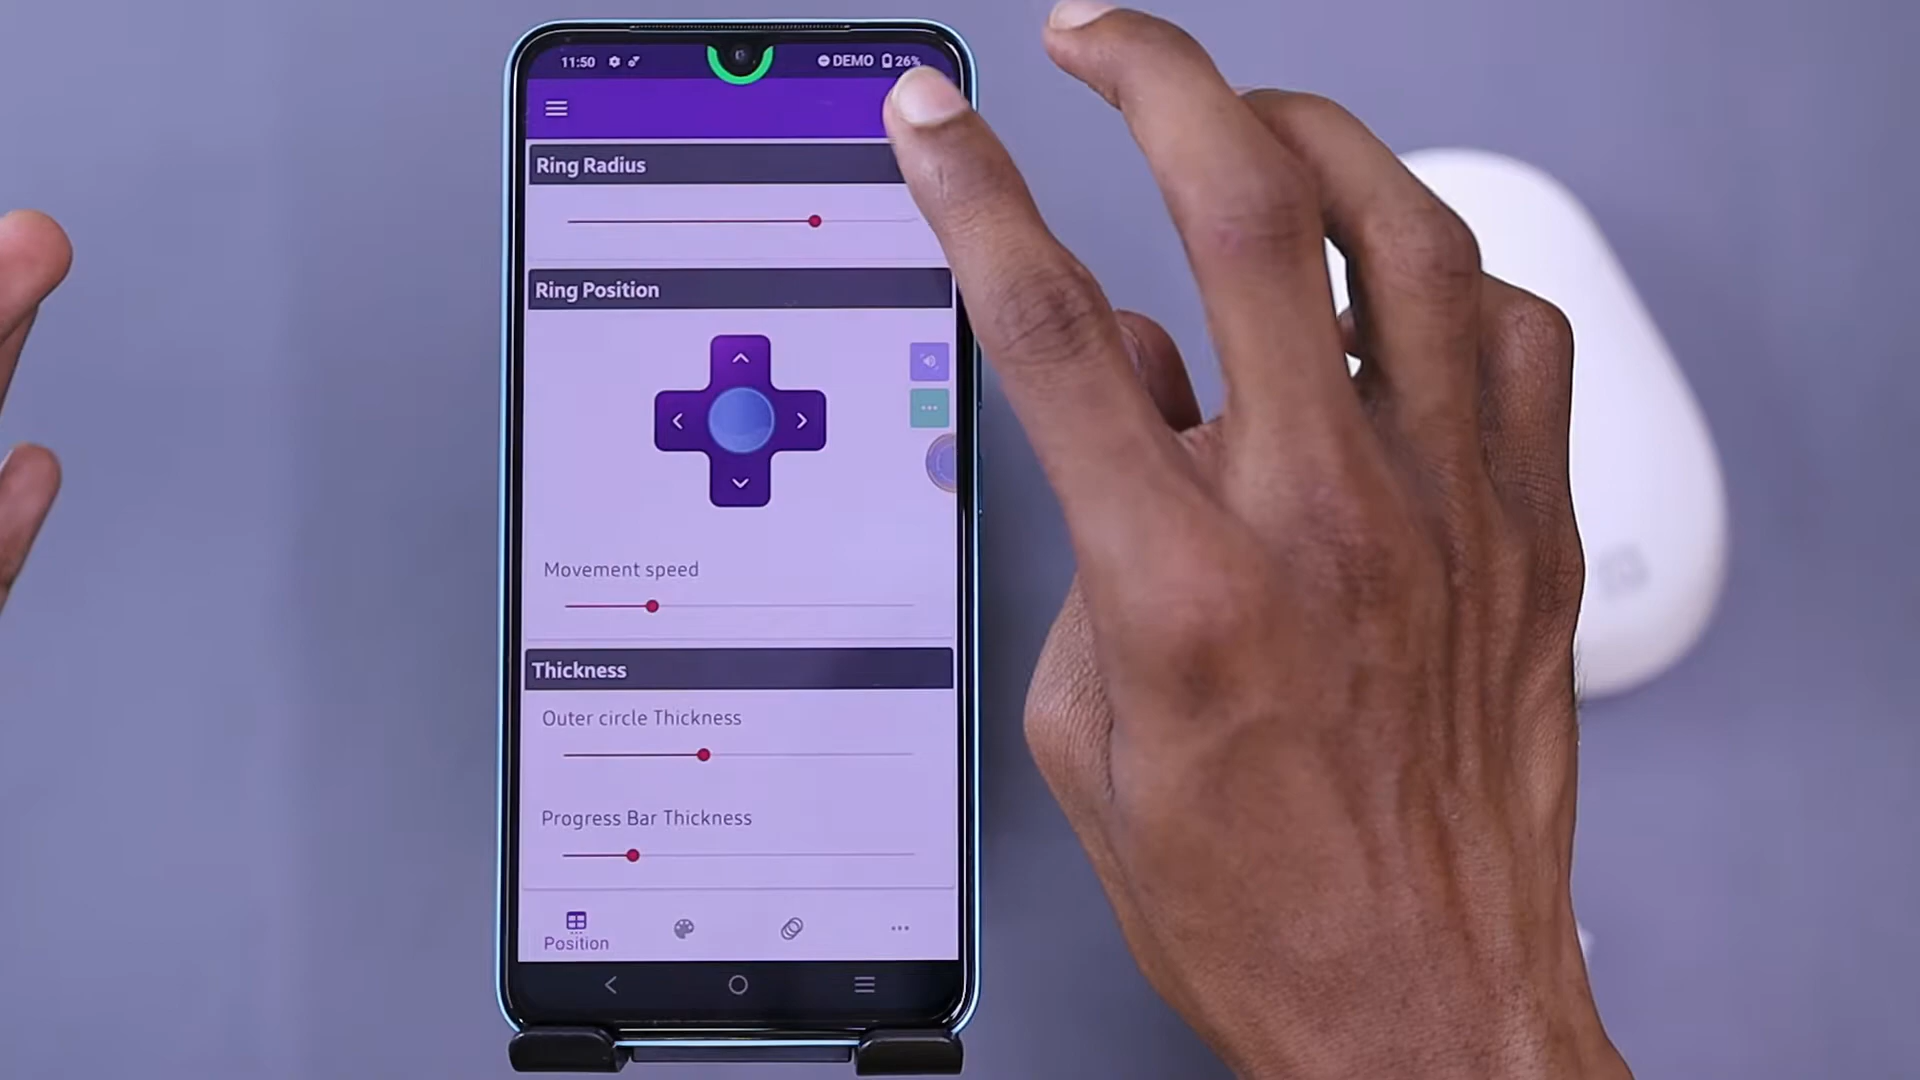 11:50 DEMO 26%
Ring Radius
Ring Position
Movement speed
Thickness
Outer circle Thickness
Progress Bar Thickness
Position